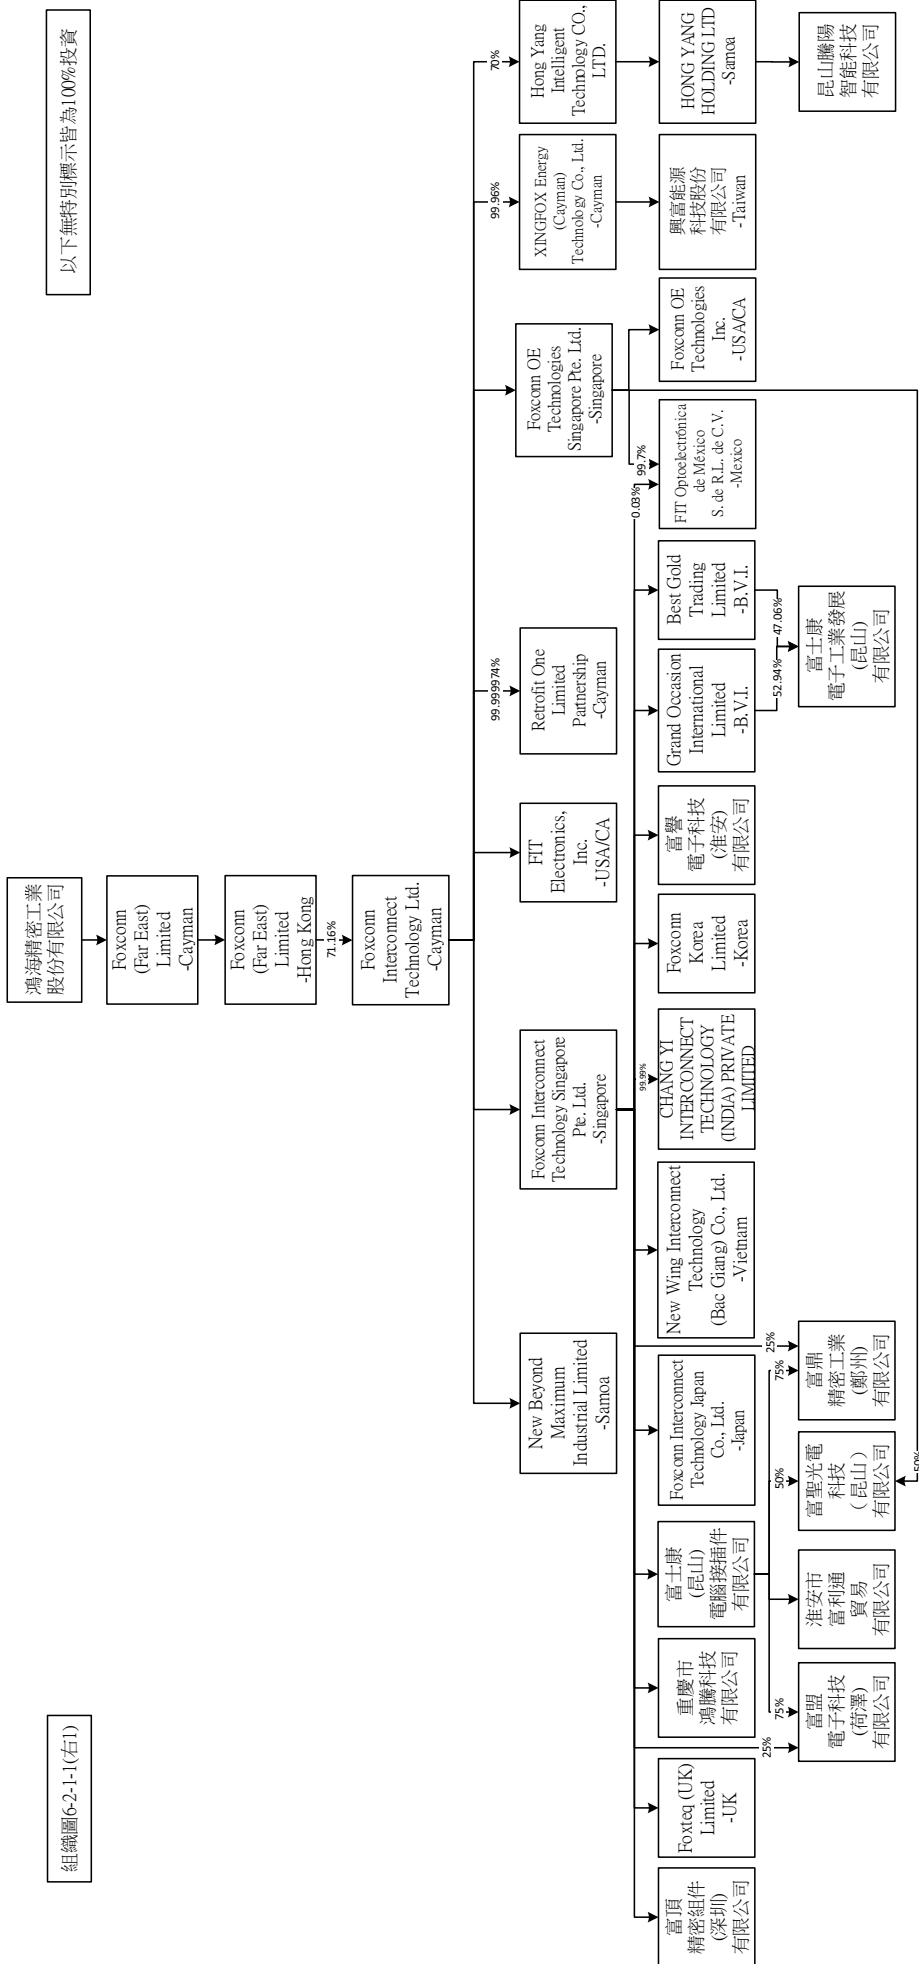 組織圖6-2-1-1(右1)
以下無特別標示皆為100%投資
鴻海精密工業
股份有限公司
Foxconn
(Far East)
Limited
-Cayman
Foxconn
(Far East)
Limited
-Hong Kong
71.16%
Foxconn
Interconnect
Technology Ltd.
-Cayman
99.999974%
99.96%
70%
New Beyond
Maximum
Industrial Limited
-Samoa
Foxconn Interconnect
Technology Singapore
Pte. Ltd.
-Singapore
FIT
Electronics,
Inc.
-USA/CA
Retrofit One
Limited
Partnership
-Cayman
Foxconn OE
Technologies
Singapore Pte. Ltd.
-Singapore
XINGFOX Energy
(Cayman)
Technology Co., Ltd.
-Cayman
Hong Yang
Intelligent
Technology CO.,
LTD.
99.99%
0.03%
99.7%
富頂
精密組件
(深圳)
有限公司
Foxteq (UK)
Limited
-UK
重慶市
鴻騰科技
有限公司
富士康
(昆山)
電腦接插件
有限公司
Foxconn Interconnect
Technology Japan
Co., Ltd.
-Japan
New Wing Interconnect
Technology
(Bac Giang) Co., Ltd.
-Vietnam
CHANG YI
INTERCONNECT
TECHNOLOGY
(INDIA) PRIVATE
LIMITED
Foxconn
Korea
Limited
-Korea
富譽
電子科技
(淮安)
有限公司
Grand Occasion
International
Limited
-B.V.I.
Best Gold
Trading
Limited
-B.V.I.
FIT Optoelectrónica
de México
S. de R.L. de C.V.
-Mexico
Foxconn OE
Technologies
Inc.
-USA/CA
興富能源
科技股份
有限公司
-Taiwan
HONG YANG
HOLDING LTD
-Samoa
25%
75%
50%
75%
25%
52.94%
47.06%
富盟
電子科技
(荷澤)
有限公司
淮安市
富利通
貿易
有限公司
富聖光電
科技
(昆山)
有限公司
富鼎
精密工業
(鄭州)
有限公司
富士康
電子工業發展
(昆山)
有限公司
昆山騰陽
智能科技
有限公司
50%